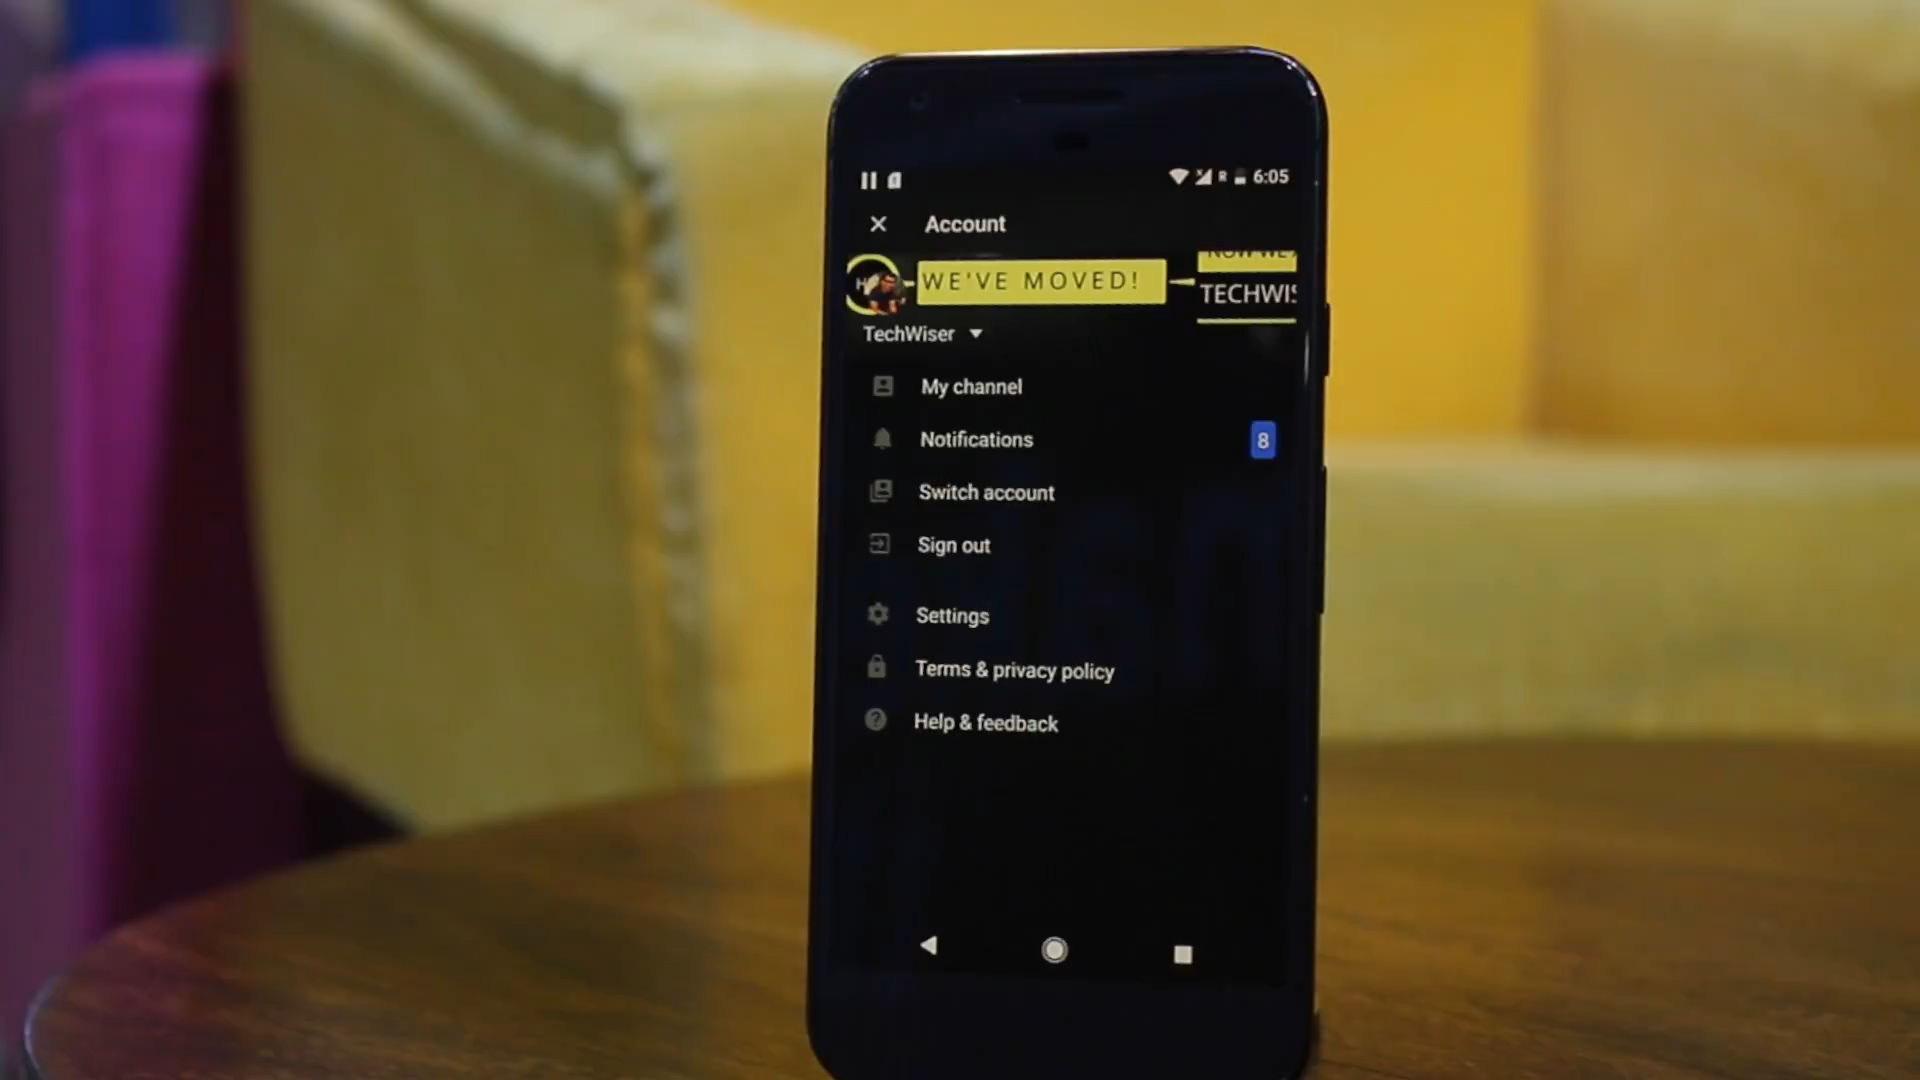 R 6:05
Account
WE'VE MOVED!
TECHWIS
TechWiser
My channel
Notifications
8
Switch account
Sign out
Settings
Terms & privacy policy
Help & feedback